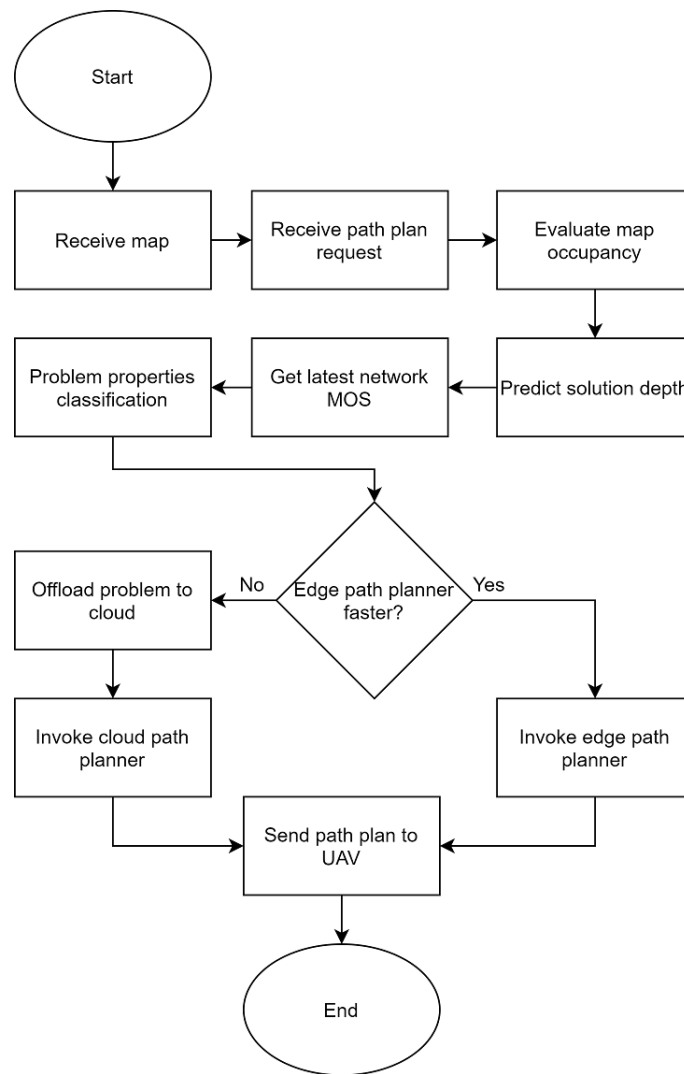 Start
Receive map
Receive path plan
request
Evaluate map
occupancy
Predict solution depth
Get latest network
MOS
Problem properties
classification
Edge path planner
faster?
No
Yes
Offload problem to
cloud
Invoke cloud path
planner
Invoke edge path
planner
Send path plan to
UAV
End